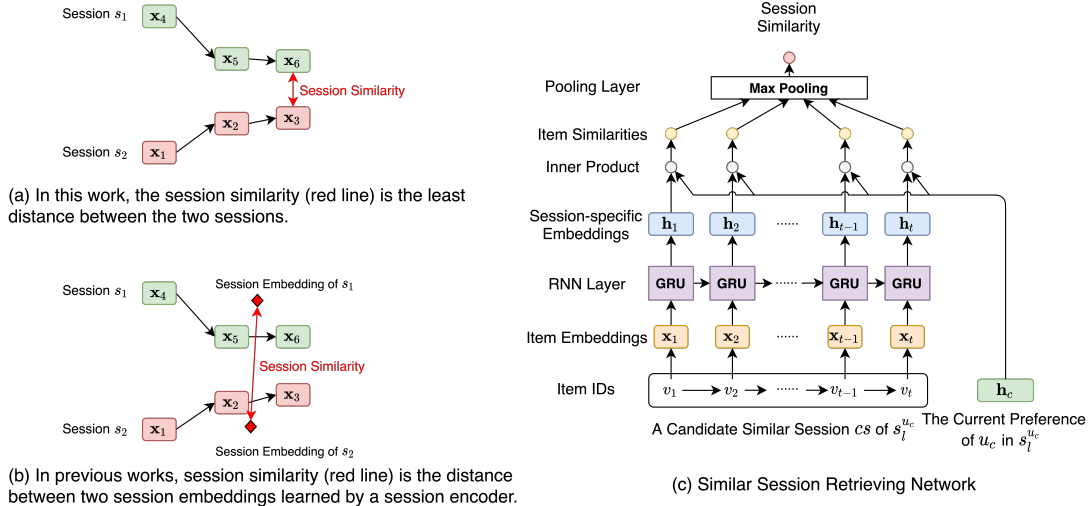 Session s₁
x₄
x₅
x₆
Session Similarity
x₃
x₂
Session s₂
x₁
(a) In this work, the session similarity (red line) is the least
distance between the two sessions.
Session s₁
x₄
Session Embedding of s₁
x₅
x₆
Session Similarity
x₃
x₂
Session s₂
x₁
Session Embedding of s₂
(b) In previous works, session similarity (red line) is the distance
between two session embeddings learned by a session encoder.
Session
Similarity
Pooling Layer
Max Pooling
Item Similarities
......
Inner Product
Session-specific
Embeddings
h₁ h₂ ...... hₜ₋₁ hₜ
RNN Layer
GRU GRU ...... GRU GRU
Item Embeddings
x₁ x₂ ...... xₜ₋₁ xₜ
Item IDs
v₁ v₂ ...... vₜ₋₁ vₜ
h_c
A Candidate Similar Session cs of s_l^{u_c}
The Current Preference
of u_c in s_l^{u_c}
(c) Similar Session Retrieving Network